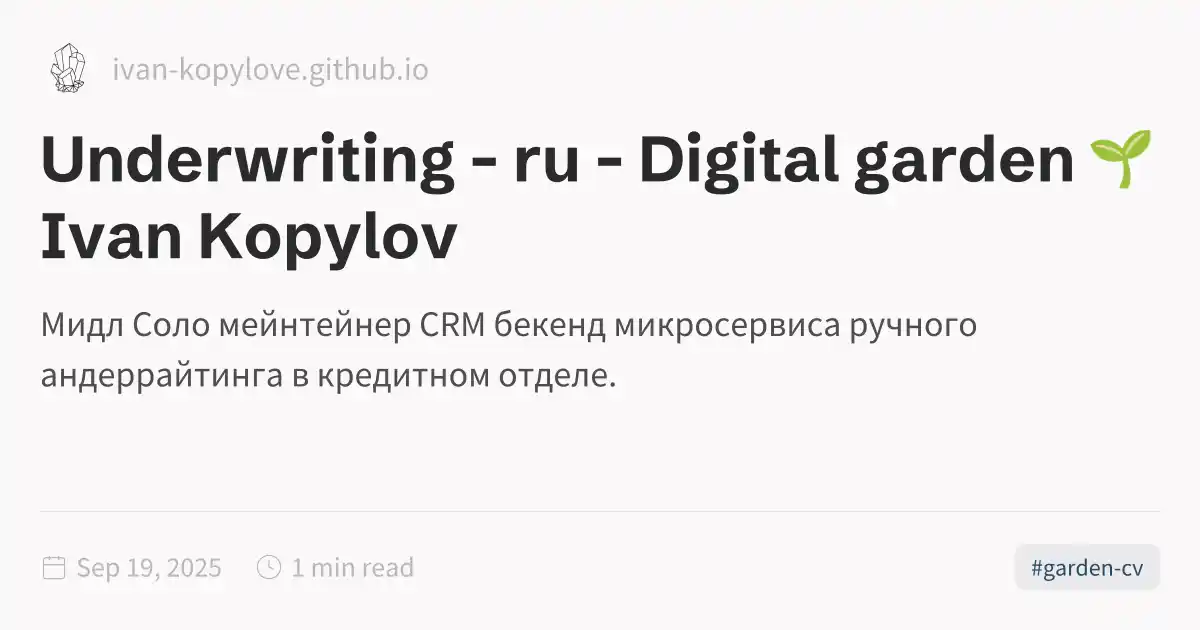 ivan-kopylove.github.io
Underwriting - ru - Digital garden 🌱
Ivan Kopylov
Мидл Соло мейнтейнер CRM бекенд микросервиса ручного
андеррайтинга в кредитном отделе.
Sep 19, 2025 1 min read
#garden-cv